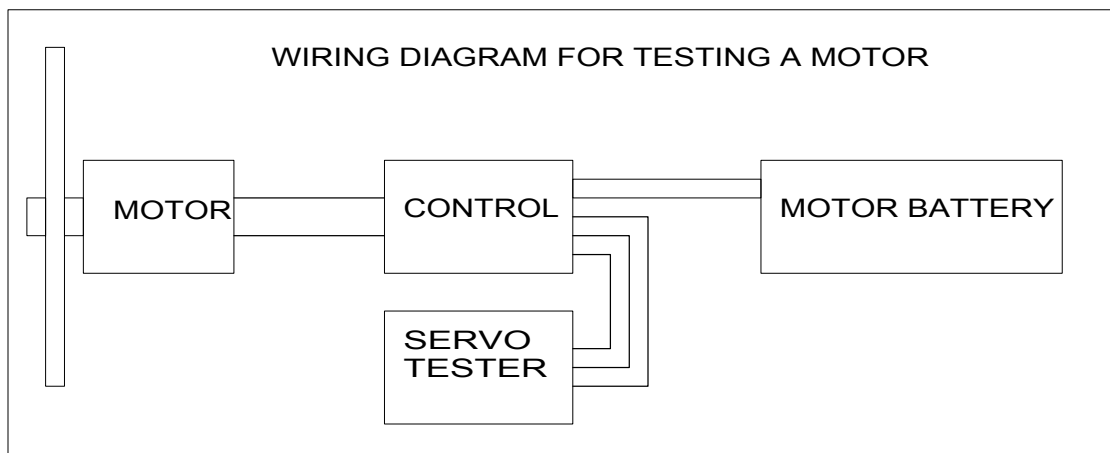 WIRING DIAGRAM FOR TESTING A MOTOR
MOTOR
CONTROL
MOTOR BATTERY
SERVO
TESTER